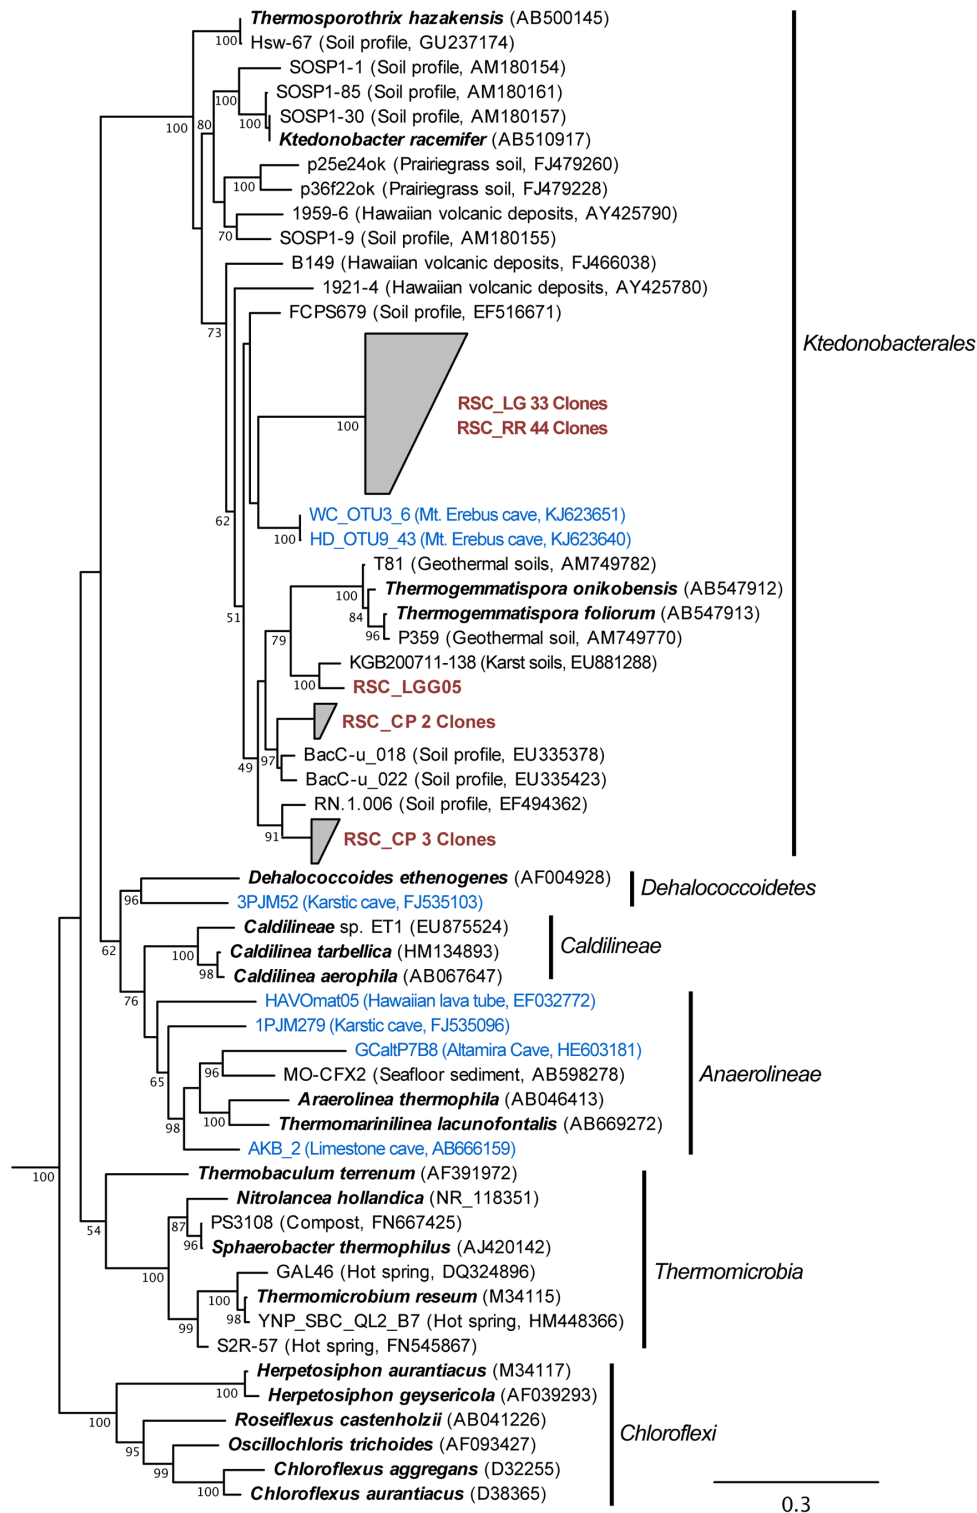 Thermosporothrix hazakensis (AB500145)
100
Hsw-67 (Soil profile, GU237174)
SOSP1-1 (Soil profile, AM180154)
SOSP1-85 (Soil profile, AM180161)
100
SOSP1-30 (Soil profile, AM180157)
100
80
100
Ktedonobacter racemifer (AB510917)
p25e24ok (Prairiegrass soil, FJ479260)
100
p36f22ok (Prairiegrass soil, FJ479228)
1959-6 (Hawaiian volcanic deposits, AY425790)
70
SOSP1-9 (Soil profile, AM180155)
B149 (Hawaiian volcanic deposits, FJ466038)
1921-4 (Hawaiian volcanic deposits, AY425780)
FCPS679 (Soil profile, EF516671)
73
Ktedonobacterales
RSC_LG 33 Clones
100
RSC_RR 44 Clones
WC_OTU3_6 (Mt. Erebus cave, KJ623651)
62
100
HD_OTU9_43 (Mt. Erebus cave, KJ623640)
T81 (Geothermal soils, AM749782)
Thermogemmatispora onikobensis (AB547912)
100
Thermogemmatispora foliorum (AB547913)
84
51
96
P359 (Geothermal soil, AM749770)
79
KGB200711-138 (Karst soils, EU881288)
100
RSC_LGG05
RSC_CP 2 Clones
BacC-u_018 (Soil profile, EU335378)
97
49
BacC-u_022 (Soil profile, EU335423)
RN.1.006 (Soil profile, EF494362)
91
RSC_CP 3 Clones
Dehalococcoides ethenogenes (AF004928)
Dehalococcoidetes
96
3PJM52 (Karstic cave, FJ535103)
Caldilineae sp. ET1 (EU875524)
62
100
Caldilinea tarbellica (HM134893)
Caldilineae
98
Caldilinea aerophila (AB067647)
76
HAVOmat05 (Hawaiian lava tube, EF032772)
1PJM279 (Karstic cave, FJ535096)
GCaltP7B8 (Altamira Cave, HE603181)
65
96
MO-CFX2 (Seafloor sediment, AB598278)
Anaerolineae
Araerolinea thermophila (AB046413)
100
98
Thermomarinilinea lacunofontalis (AB669272)
AKB_2 (Limestone cave, AB666159)
100
Thermobaculum terrenum (AF391972)
Nitrolancea hollandica (NR_118351)
54
87
PS3108 (Compost, FN667425)
96
Sphaerobacter thermophilus (AJ420142)
100
GAL46 (Hot spring, DQ324896)
Thermomicrobia
100
Thermomicrobium reseum (M34115)
98
YNP_SBC_QL2_B7 (Hot spring, HM448366)
99
S2R-57 (Hot spring, FN545867)
Herpetosiphon aurantiacus (M34117)
100
Herpetosiphon geysericola (AF039293)
100
Roseiflexus castenholzii (AB041226)
Chloroflexi
95
Oscillochloris trichoides (AF093427)
99
Chloroflexus aggregans (D32255)
100
Chloroflexus aurantiacus (D38365)
0.3